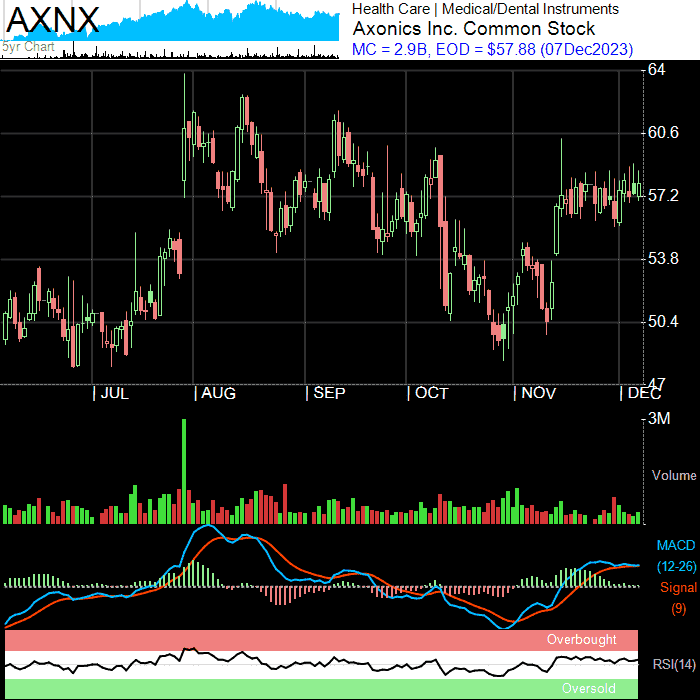 AXNX
5yr Chart
Health Care | Medical/Dental Instruments
Axonics Inc. Common Stock
MC = 2.9B, EOD = $57.88 (07Dec2023)
64
60.6
57.2
53.8
50.4
47
| JUL | AUG | SEP | OCT | NOV | DEC
3M
Volume
MACD
(12-26)
Signal
(9)
Overbought
RSI(14)
Oversold